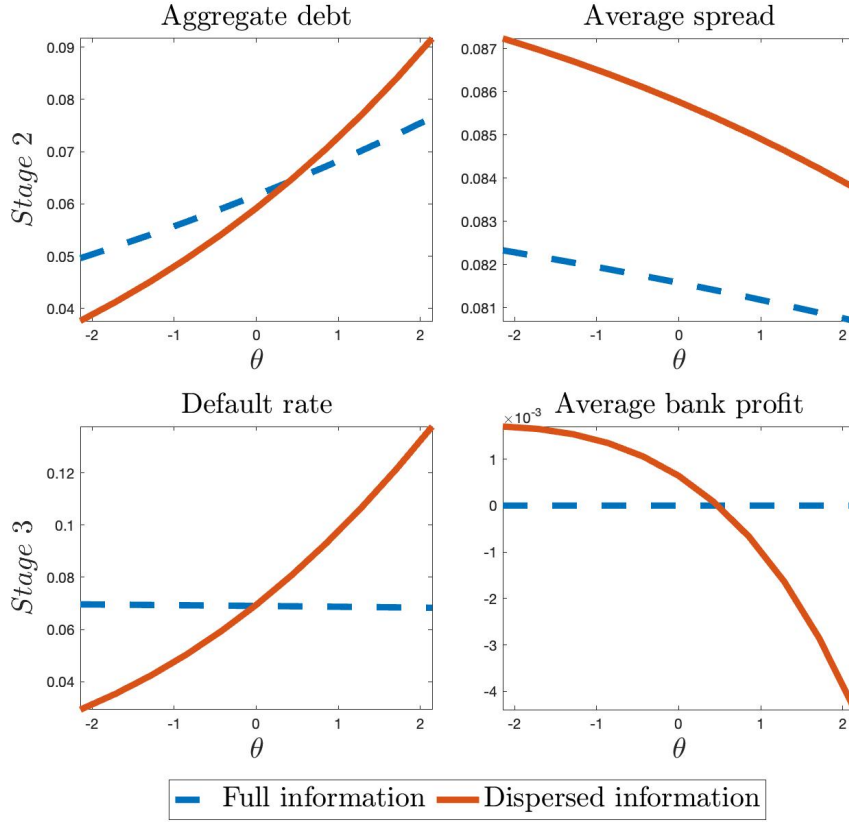 Aggregate debt
Average spread
Stage 2
0.09
0.08
0.07
0.06
0.05
0.04
-2 -1 0 1 2
θ
0.087
0.086
0.085
0.084
0.083
0.082
0.081
-2 -1 0 1 2
θ
Default rate
Average bank profit
Stage 3
0.12
0.1
0.08
0.06
0.04
-2 -1 0 1 2
θ
×10⁻³
1
0
-1
-2
-3
-4
-2 -1 0 1 2
θ
Full information Dispersed information